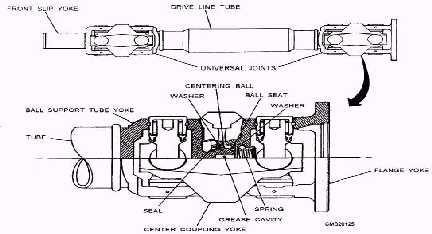 FRONT SLIP YOKE
DRIVE LINE TUBE
UNIVERSAL JOINTS
CENTERING BALL
WASHER
BALL SEAT
WASHER
BALL SUPPORT TUBE YOKE
TUBE
FLANGE YOKE
SPRING
SEAL
GREASE CAVITY
CENTER COUPLING YOKE